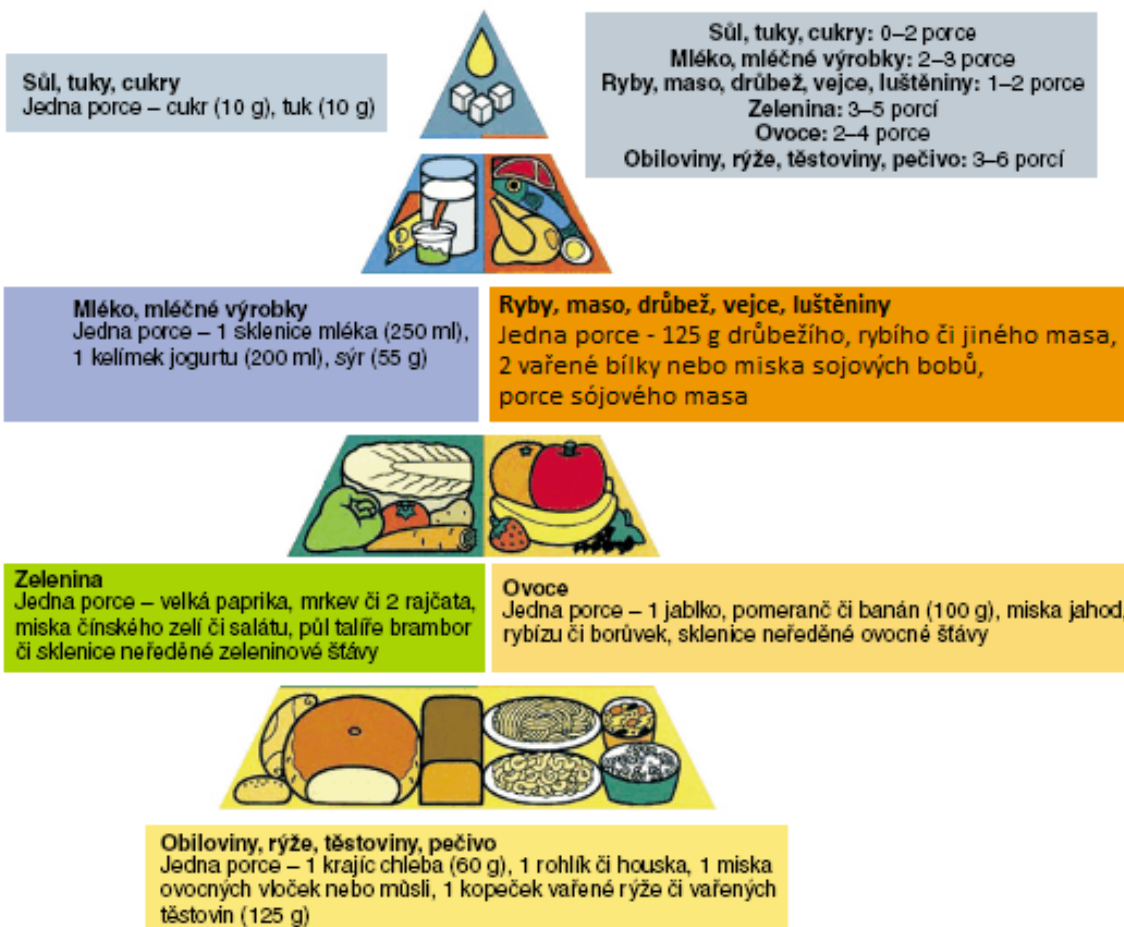 Sůl, tuky, cukry
Jedna porce – cukr (10 g), tuk (10 g)
Sůl, tuky, cukry: 0–2 porce
Mléko, mléčné výrobky: 2–3 porce
Ryby, maso, drůbež, vejce, luštěniny: 1–2 porce
Zelenina: 3–5 porcí
Ovoce: 2–4 porce
Obiloviny, rýže, těstoviny, pečivo: 3–6 porcí
Mléko, mléčné výrobky
Jedna porce – 1 sklenice mléka (250 ml),
1 kelímek jogurtu (200 ml), sýr (55 g)
Ryby, maso, drůbež, vejce, luštěniny
Jedna porce - 125 g drůbežího, rybího či jiného masa,
2 vařené bílky nebo miska sojových bobů,
porce sójového masa
Zelenina
Jedna porce – velká paprika, mrkev či 2 rajčata,
miska čínského zelí či salátu, půl talíře brambor
či sklenice neředěné zeleninové šťávy
Ovoce
Jedna porce – 1 jablko, pomeranč či banán (100 g), miska jahod,
rybízu či borůvek, sklenice neředěné ovocné šťávy
Obiloviny, rýže, těstoviny, pečivo
Jedna porce – 1 krajíc chleba (60 g), 1 rohlík či houska, 1 miska
ovocných vloček nebo műsli, 1 kopeček vařené rýže či vařených
těstovin (125 g)